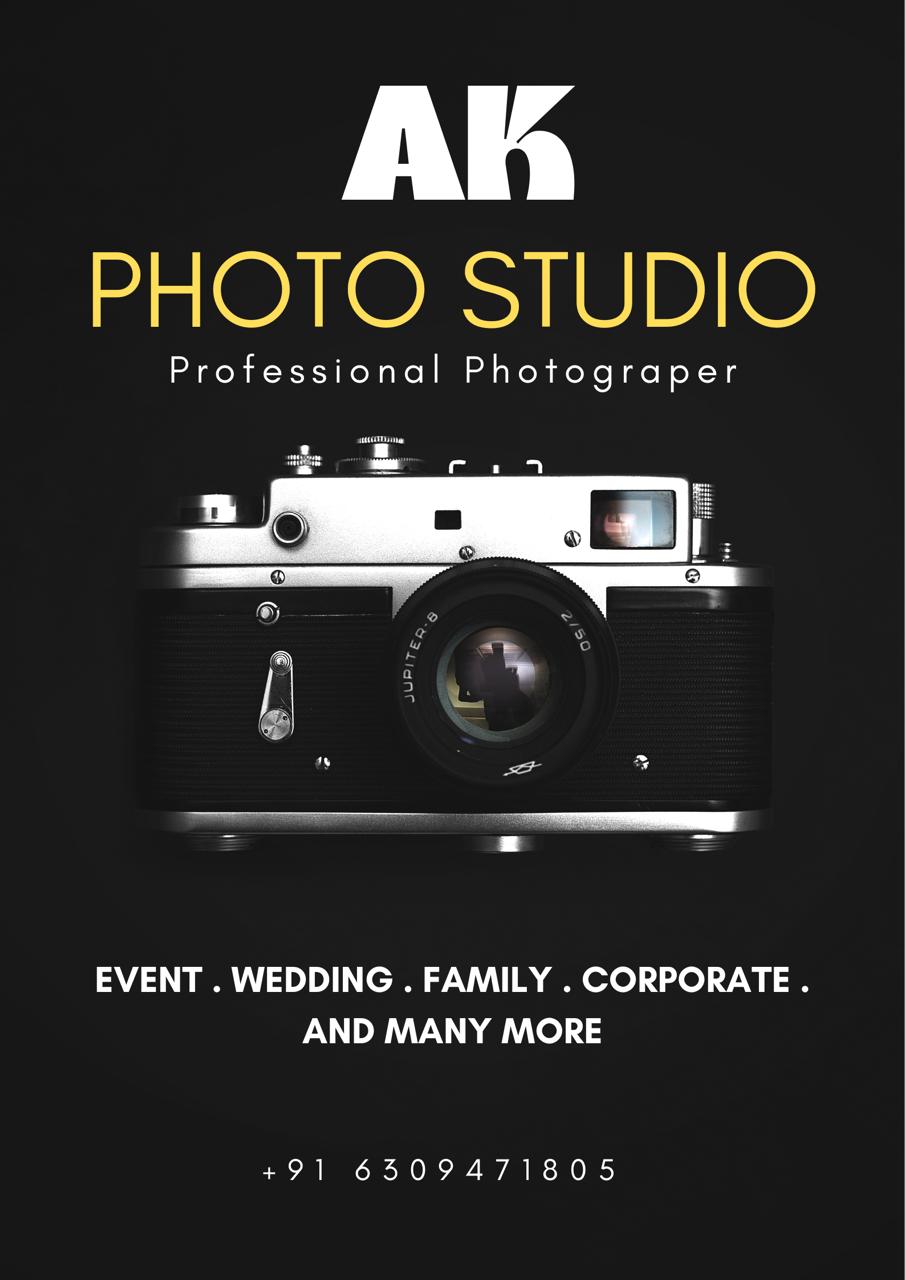 AK
PHOTO STUDIO
Professional Photograper
JUPITER-8
2/50
EVENT . WEDDING . FAMILY . CORPORATE .
AND MANY MORE
+91 6309471805